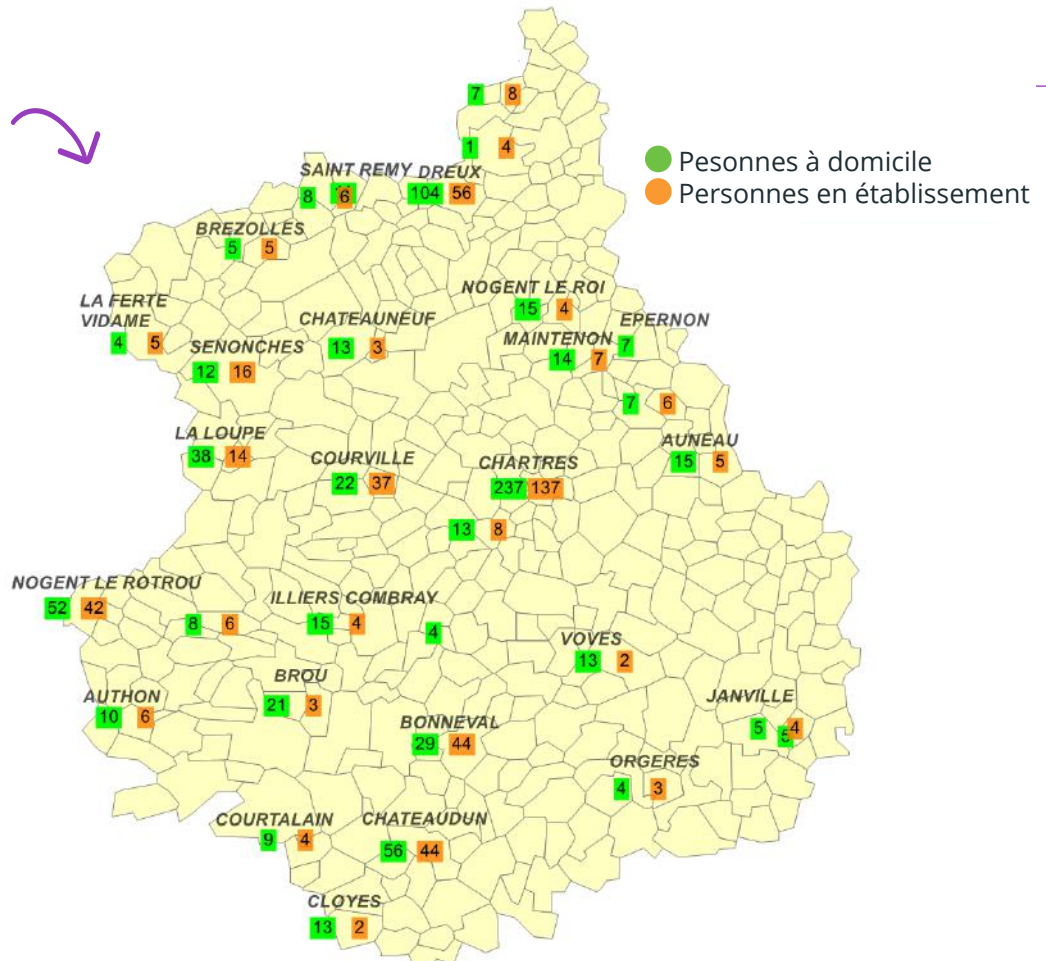 7 8
1 4
Pesonnes à domicile
Personnes en établissement
SAINT REMY DREUX
8 6 104 56
BREZOLLES
5 5
NOGENT LE ROI
15 4
LA FERTE
VIDAME
4 5
CHATEAUNEUF
13 3
EPERNON
7
MAINTENON
14 7
SENONCHES
12 16
7 6
LA LOUPE
38 14
COURVILLE
22 37
CHARTRES
237 137
AUNEAU
15 5
13 8
NOGENT LE ROTROU
52 42
8 6
ILLIERS COMBRAY
15 4
4
VOVES
13 2
BROU
21 3
AUTHON
10 6
JANVILLE
5 5 4
BONNEVAL
29 44
ORGERES
4 3
COURTALAIN
9 4
CHATEAUDUN
56 44
CLOYES
13 2